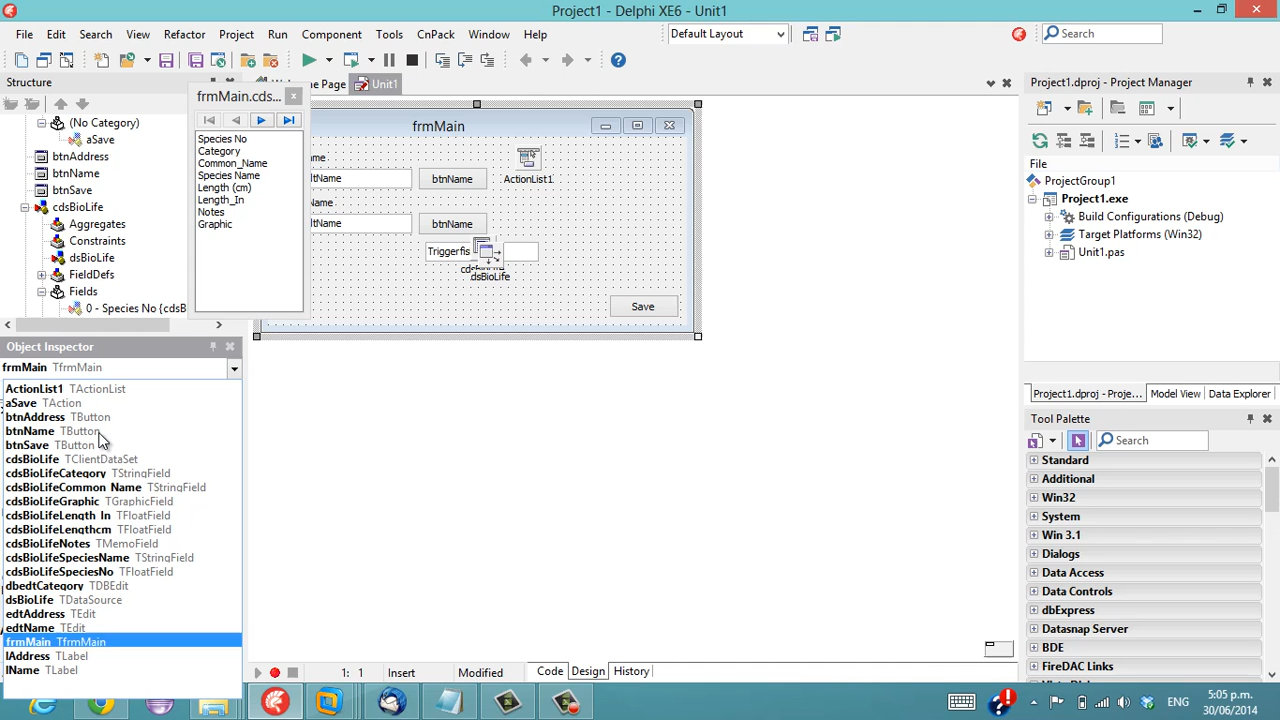 Project1 - Delphi XE6 - Unit1
File Edit Search View Refactor Project Run Component Tools CnPack Window Help
Default Layout
Search
Structure
(No Category)
aSave
btnAddress
btnName
btnSave
cdsBioLife
Aggregates
Constraints
dsBioLife
FieldDefs
Fields
0 - Species No {cdsB
frmMain.cds...
Species No
Category
Common_Name
Species Name
Length (cm)
Length_In
Notes
Graphic
Page
Unit1
frmMain
btnName
btnName
ActionList1
Triggerfis
dsBioLife
Save
Object Inspector
frmMain TfrmMain
ActionList1 TActionList
aSave TAction
btnAddress TButton
btnName TButton
btnSave TButton
cdsBioLife TClientDataSet
cdsBioLifeCategory TStringField
cdsBioLifeCommon_Name TStringField
cdsBioLifeGraphic TGraphicField
cdsBioLifeLength_In TFloatField
cdsBioLifeLengthcm TFloatField
cdsBioLifeNotes TMemoField
cdsBioLifeSpeciesName TStringField
cdsBioLifeSpeciesNo TFloatField
dbedtCategory TDBEdit
dsBioLife TDataSource
edtAddress TEdit
edtName TEdit
frmMain TfrmMain
lAddress TLabel
lName TLabel
1: 1 Insert Modified Code Design History
Project1.dproj - Project Manager
File
ProjectGroup1
Project1.exe
Build Configurations (Debug)
Target Platforms (Win32)
Unit1.pas
Project1.dproj - Proje... Model View Data Explorer
Tool Palette
Search
Standard
Additional
Win32
System
Win 3.1
Dialogs
Data Access
Data Controls
dbExpress
Datasnap Server
BDE
FireDAC Links
ENG
5:05 p.m.
30/06/2014